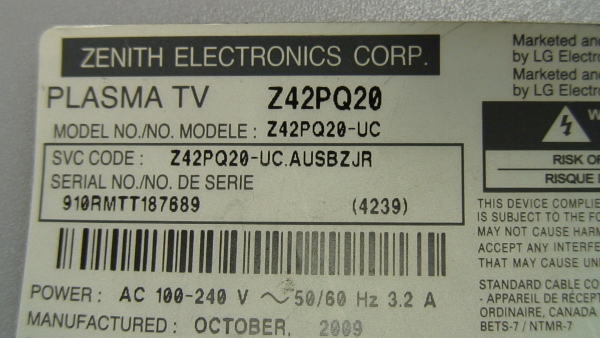 ZENITH ELECTRONICS CORP.
PLASMA TV Z42PQ20
MODEL NO./NO. MODELE : Z42PQ20-UC
SVC CODE : Z42PQ20-UC.AUSBZJR
SERIAL NO./NO. DE SERIE
910RMTT187689 (4239)
POWER : AC 100-240 V ~ 50/60 Hz 3.2 A
MANUFACTURED : OCTOBER. 2009
Marketed and
by LG Electro
Marketed and
by LG Electro
W
RISK OF
RISQUE
THIS DEVICE COMPLIE
IS SUBJECT TO THE FO
MAY NOT CAUSE HARM
ACCEPT ANY INTERFE
THAT MAY CAUSE UN
STANDARD CABLE CO
- APPAREIL DE RÉCEPT
ORDINAIRE, CANADA
BETS-7 / NTMR-7